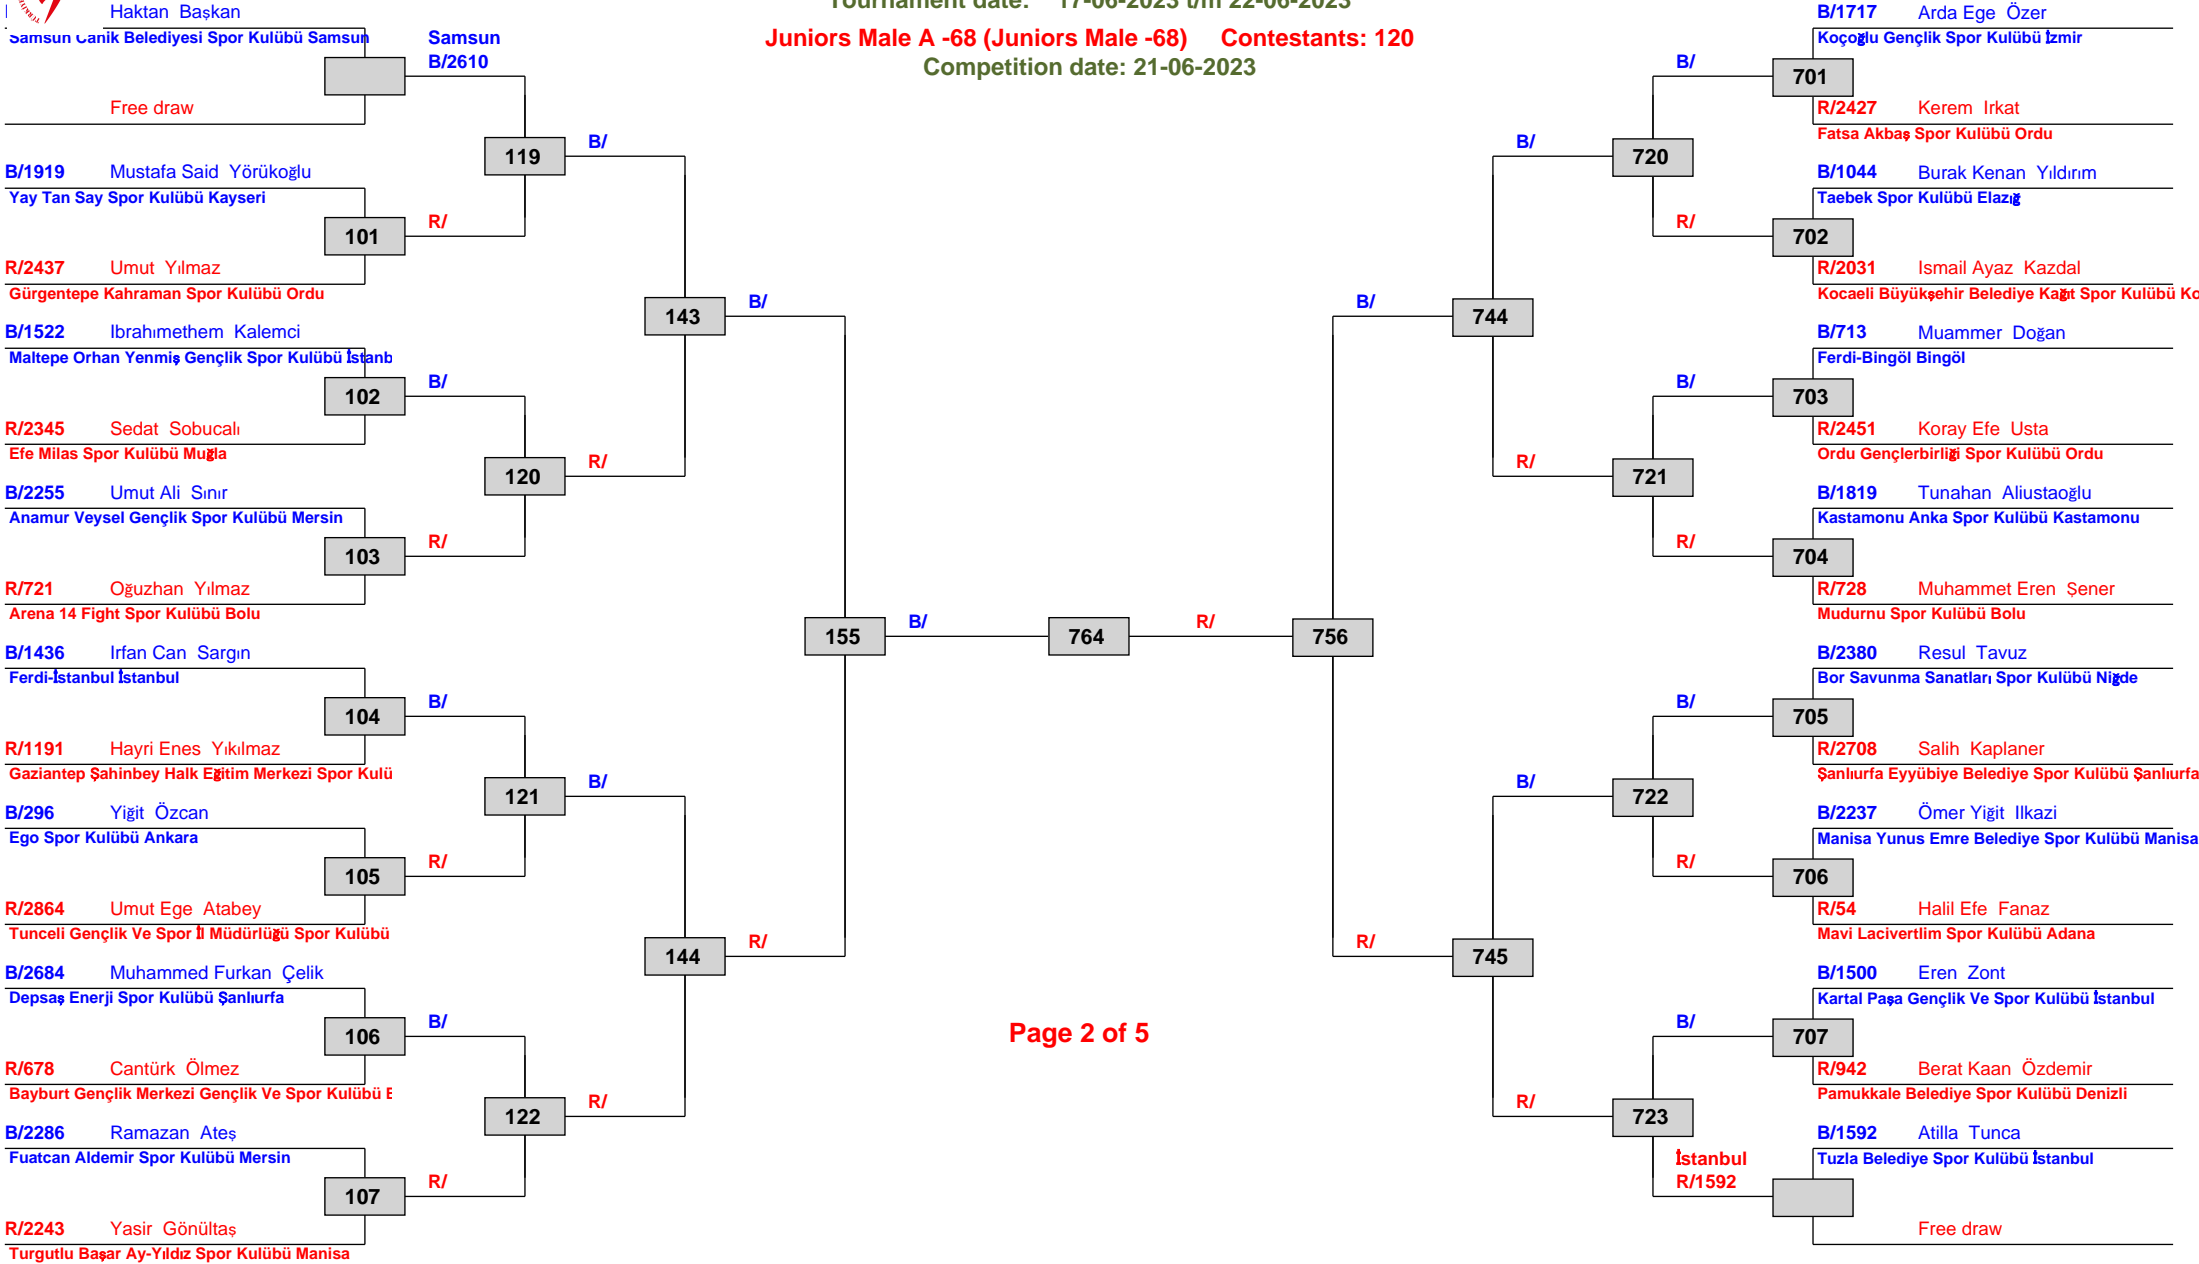 Tournament date: 17-06-2023 t/m 22-06-2023
Juniors Male A -68 (Juniors Male -68) Contestants: 120
Competition date: 21-06-2023
Haktan Başkan
Samsun Canik Belediyesi Spor Kulübü Samsun
Samsun
B/2610
Free draw
119
B/
B/1919 Mustafa Said Yörükoğlu
Yay Tan Say Spor Kulübü Kayseri
101
R/
R/2437 Umut Yılmaz
Gürgentepe Kahraman Spor Kulübü Ordu
143
B/
B/1522 Ibrahımethem Kalemci
Maltepe Orhan Yenmiş Gençlik Spor Kulübü İstanb
102
B/
R/2345 Sedat Sobucalı
Efe Milas Spor Kulübü Muğla
120
R/
B/2255 Umut Ali Sınır
Anamur Veysel Gençlik Spor Kulübü Mersin
103
R/
R/721 Oğuzhan Yılmaz
Arena 14 Fight Spor Kulübü Bolu
155
B/
764
R/
756
B/1436 Irfan Can Sargın
Ferdi-İstanbul İstanbul
104
B/
R/1191 Hayri Enes Yıkılmaz
Gaziantep Şahinbey Halk Eğitim Merkezi Spor Kulü
121
B/
B/296 Yiğit Özcan
Ego Spor Kulübü Ankara
105
R/
R/2864 Umut Ege Atabey
Tunceli Gençlik Ve Spor İl Müdürlüğü Spor Kulübü
144
R/
B/2684 Muhammed Furkan Çelik
Depsaş Enerji Spor Kulübü Şanlıurfa
106
B/
R/678 Cantürk Ölmez
Bayburt Gençlik Merkezi Gençlik Ve Spor Kulübü
122
R/
B/2286 Ramazan Ateş
Fuatcan Aldemir Spor Kulübü Mersin
107
R/
R/2243 Yasir Gönültaş
Turgutlu Başar Ay-Yıldız Spor Kulübü Manisa
Page 2 of 5
B/1717 Arda Ege Özer
Koçoğlu Gençlik Spor Kulübü İzmir
B/
701
R/2427 Kerem Irkat
Fatsa Akbaş Spor Kulübü Ordu
B/
720
B/1044 Burak Kenan Yıldırım
Taebek Spor Kulübü Elazığ
R/
702
R/2031 Ismail Ayaz Kazdal
Kocaeli Büyükşehir Belediye Kağıt Spor Kulübü Ko
B/
744
B/713 Muammer Doğan
Ferdi-Bingöl Bingöl
B/
703
R/2451 Koray Efe Usta
Ordu Gençlerbirliği Spor Kulübü Ordu
R/
721
B/1819 Tunahan Aliustaoğlu
Kastamonu Anka Spor Kulübü Kastamonu
R/
704
R/728 Muhammet Eren Şener
Mudurnu Spor Kulübü Bolu
B/2380 Resul Tavuz
Bor Savunma Sanatları Spor Kulübü Niğde
B/
705
R/2708 Salih Kaplaner
Şanlıurfa Eyyübiye Belediye Spor Kulübü Şanlıurfa
B/
722
B/2237 Ömer Yiğit Ilkazi
Manisa Yunus Emre Belediye Spor Kulübü Manisa
R/
706
R/54 Halil Efe Fanaz
Mavi Lacivertlim Spor Kulübü Adana
R/
745
B/1500 Eren Zont
Kartal Paşa Gençlik Ve Spor Kulübü İstanbul
B/
707
R/942 Berat Kaan Özdemir
Pamukkale Belediye Spor Kulübü Denizli
R/
723
B/1592 Atilla Tunca
Tuzla Belediye Spor Kulübü İstanbul
İstanbul
R/1592
Free draw